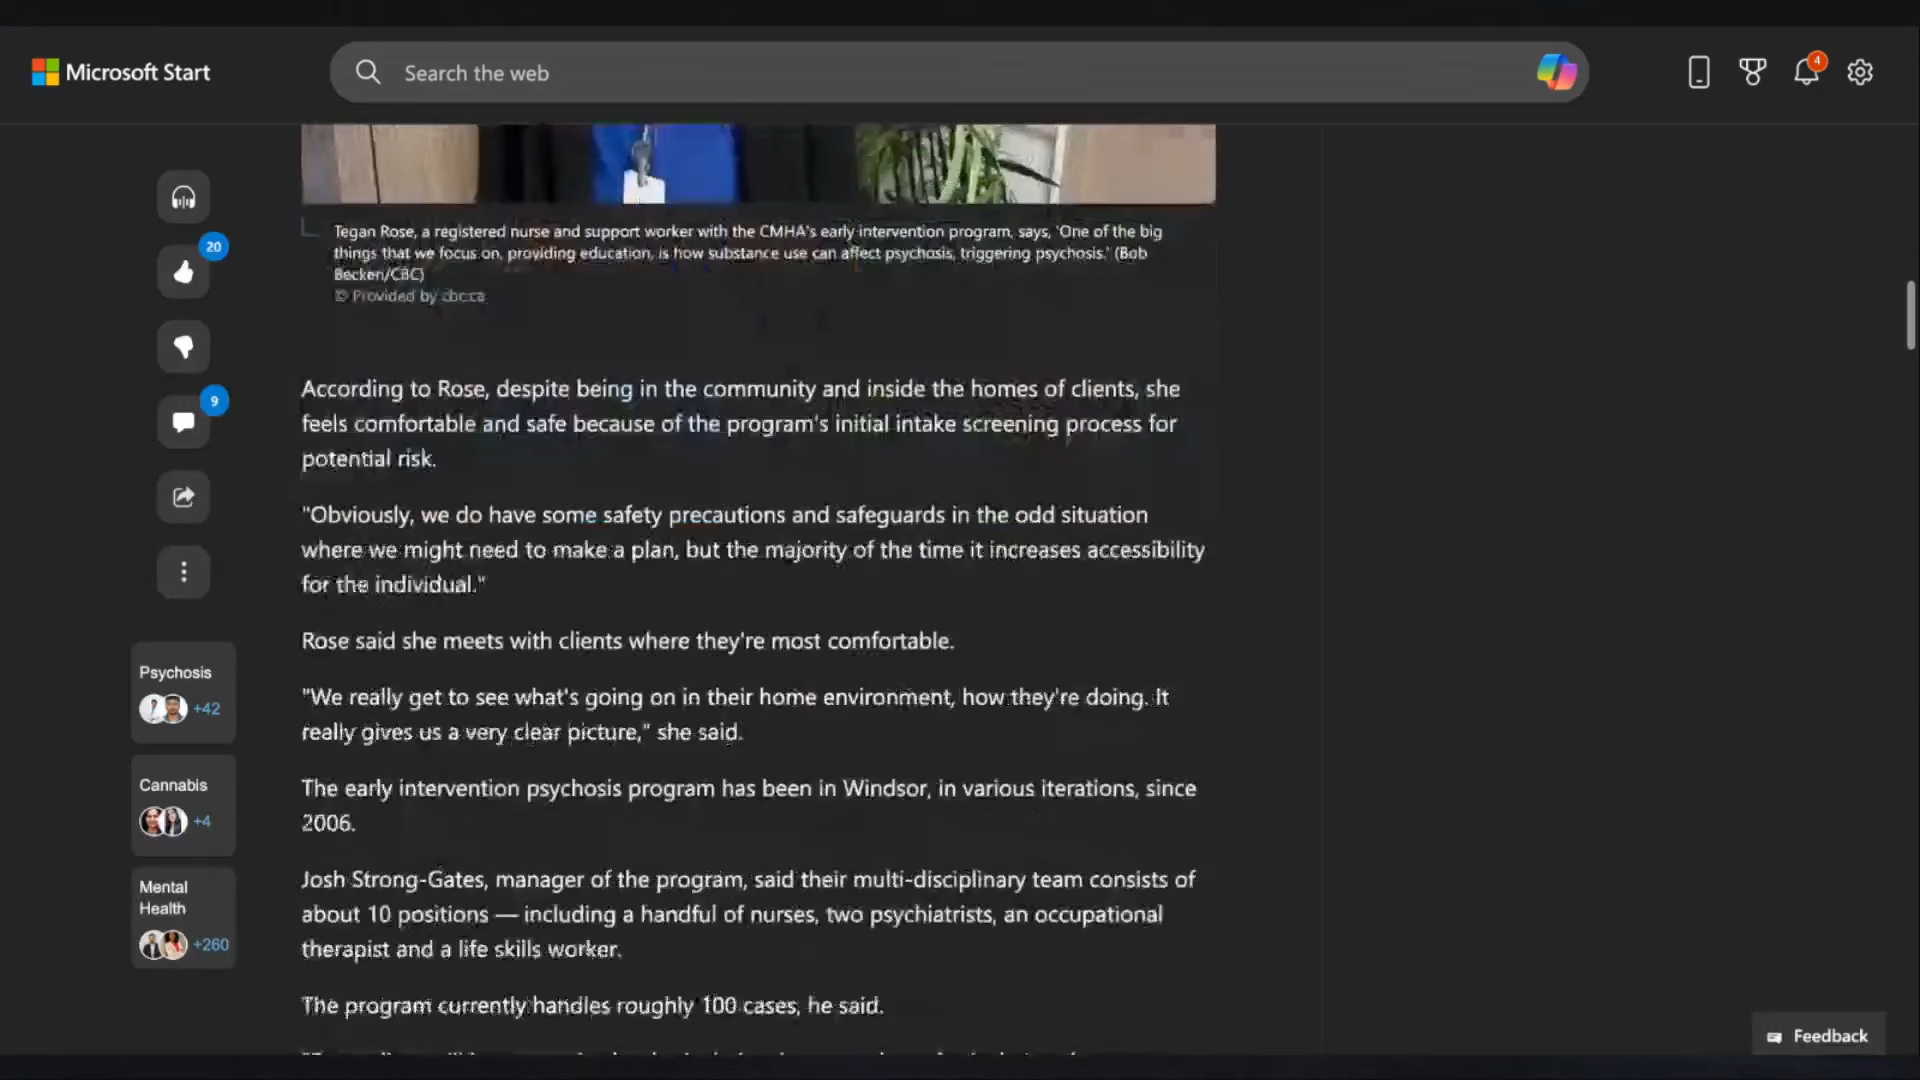 Microsoft Start
Search the web
4
Tegan Rose, a registered nurse and support worker with the CMHA's early intervention program, says, 'One of the big
things that we focus on, providing education, is how substance use can affect psychosis, triggering psychosis.' (Bob
Becken/CBC)
© Provided by cbc.ca
20
9
According to Rose, despite being in the community and inside the homes of clients, she
feels comfortable and safe because of the program's initial intake screening process for
potential risk.
"Obviously, we do have some safety precautions and safeguards in the odd situation
where we might need to make a plan, but the majority of the time it increases accessibility
for the individual."
Rose said she meets with clients where they're most comfortable.
"We really get to see what's going on in their home environment, how they're doing. It
really gives us a very clear picture," she said.
The early intervention psychosis program has been in Windsor, in various iterations, since
2006.
Josh Strong-Gates, manager of the program, said their multi-disciplinary team consists of
about 10 positions — including a handful of nurses, two psychiatrists, an occupational
therapist and a life skills worker.
The program currently handles roughly 100 cases, he said.
Psychosis
+42
Cannabis
+4
Mental
Health
+260
Feedback